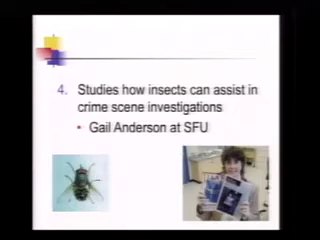 4. Studies how insects can assist in
crime scene investigations
• Gail Anderson at SFU